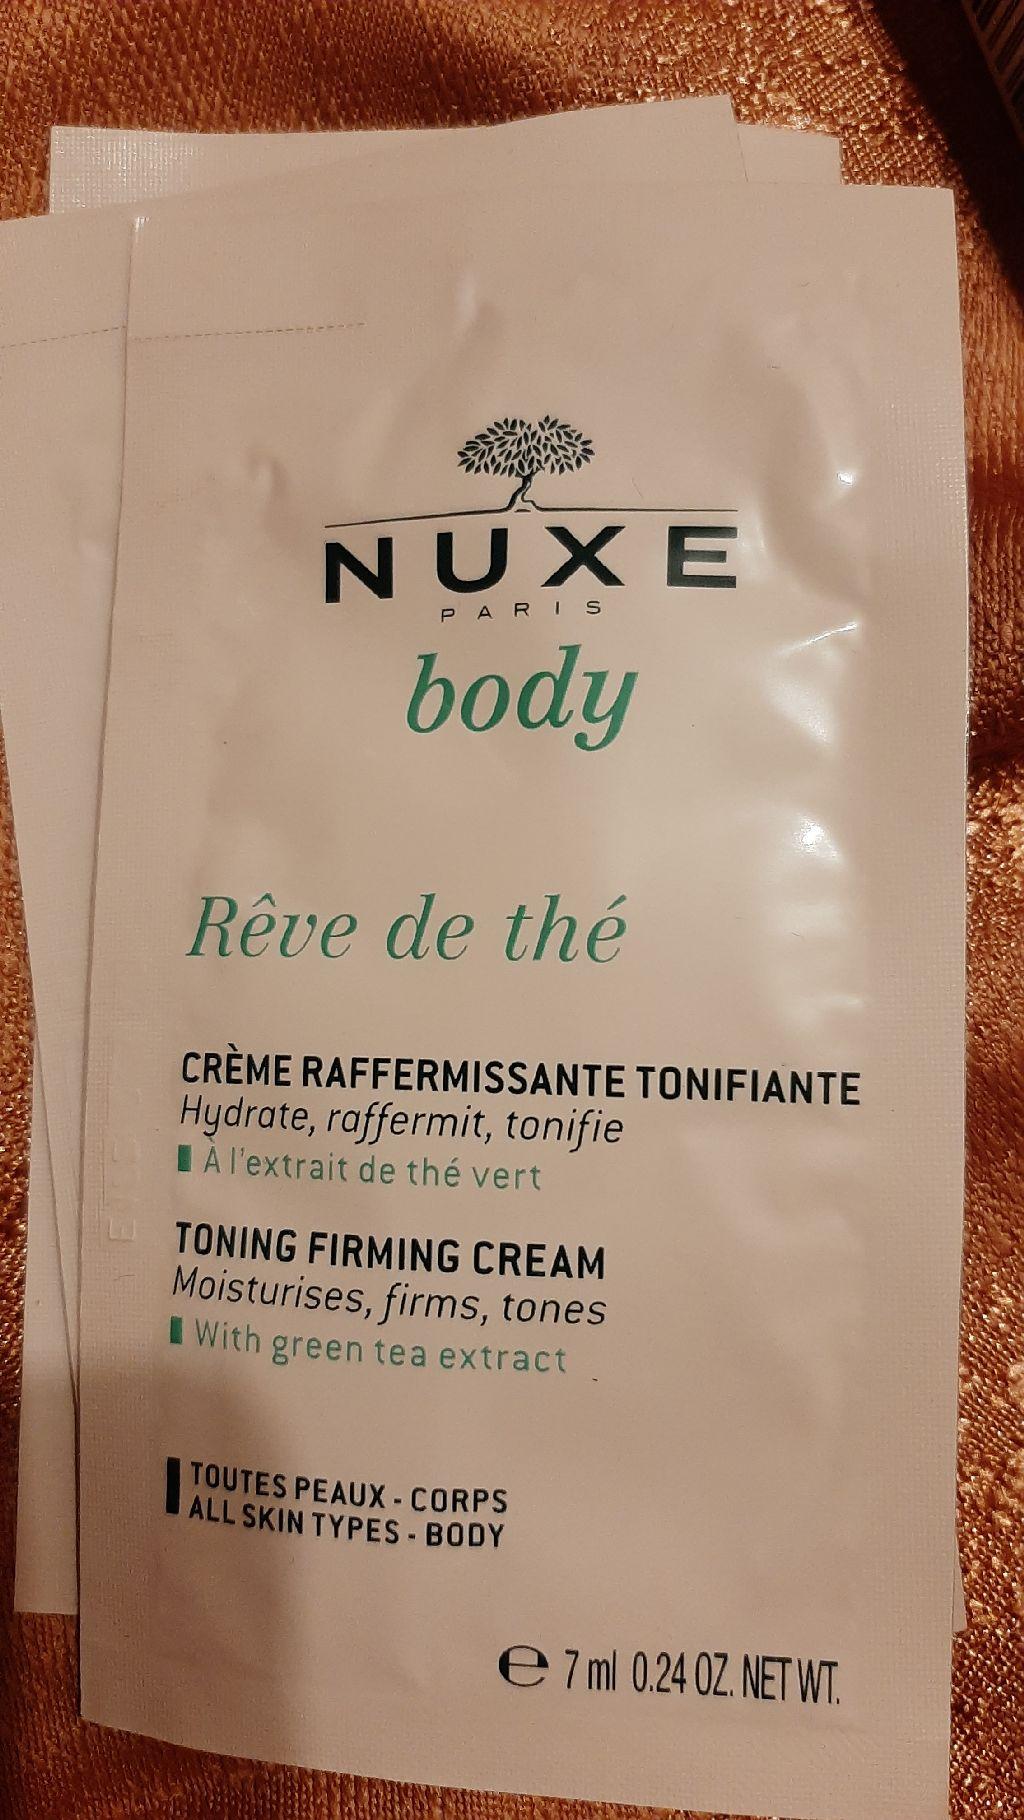 NUXE
PARIS
body
Rêve de thé
CRÈME RAFFERMISSANTE TONIFIANTE
Hydrate, raffermit, tonifie
À l'extrait de thé vert
TONING FIRMING CREAM
Moisturises, firms, tones
With green tea extract
TOUTES PEAUX - CORPS
ALL SKIN TYPES - BODY
℮ 7 ml 0.24 OZ. NET WT.